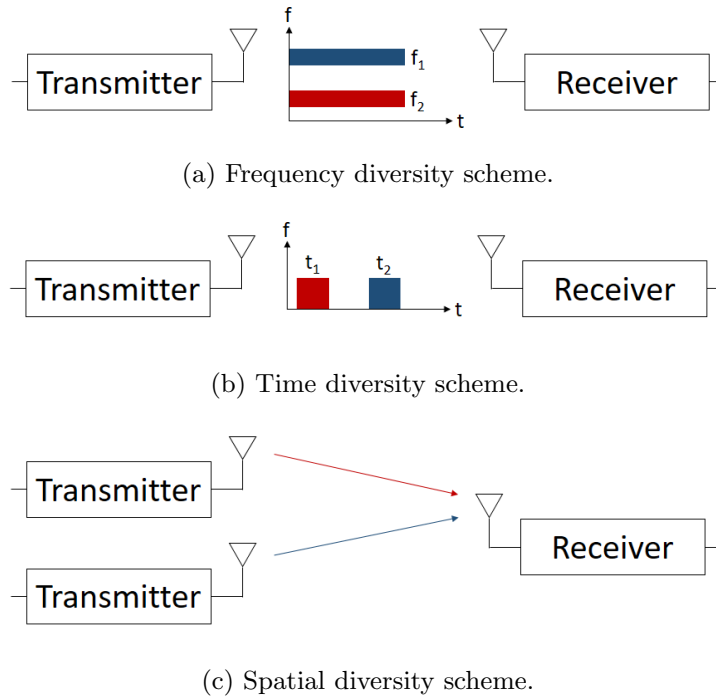 f
Transmitter f₁ Receiver
f₂
t
(a) Frequency diversity scheme.
f
Transmitter t₁ t₂ Receiver
t
(b) Time diversity scheme.
Transmitter
Receiver
Transmitter
(c) Spatial diversity scheme.